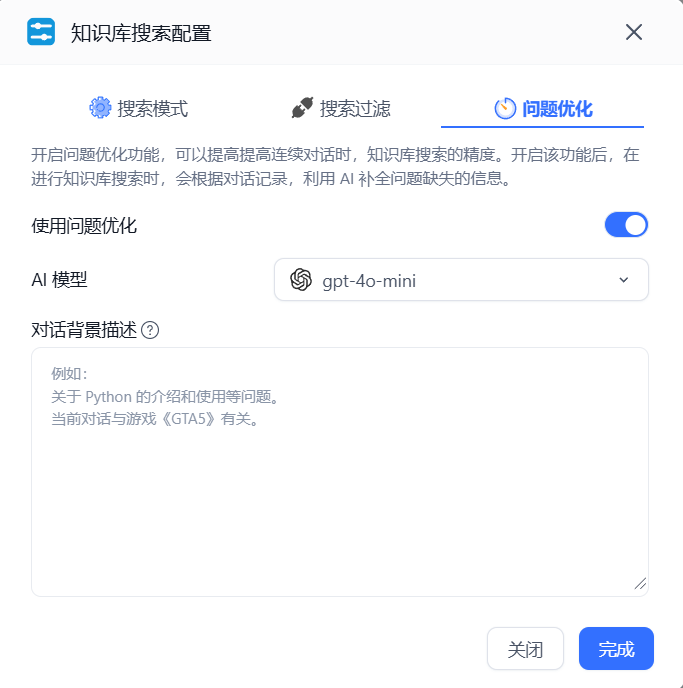 知识库搜索配置
搜索模式
搜索过滤
问题优化
开启问题优化功能，可以提高提高连续对话时，知识库搜索的精度。开启该功能后，在
进行知识库搜索时，会根据对话记录，利用 AI 补全问题缺失的信息。
使用问题优化
AI 模型
gpt-4o-mini
对话背景描述
例如：
关于 Python 的介绍和使用等问题。
当前对话与游戏《GTA5》有关。
关闭
完成